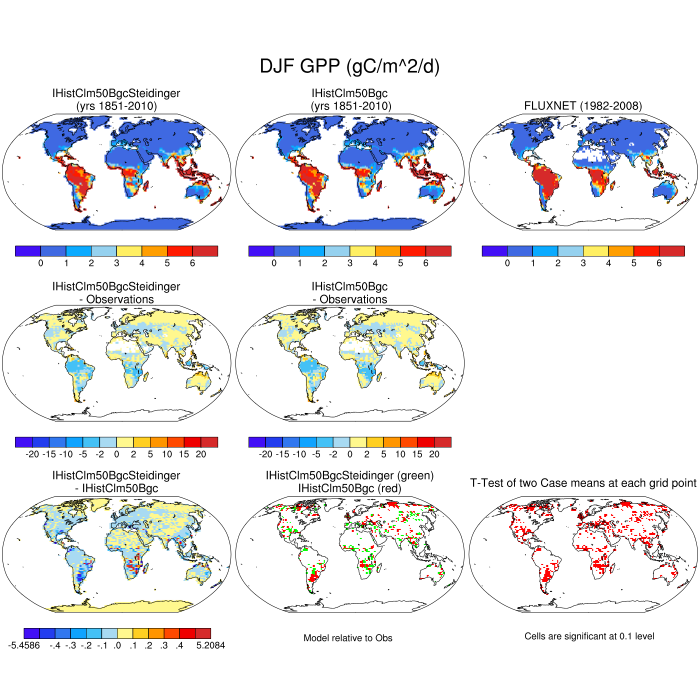 DJF GPP (gC/m^2/d)
IHistClm50BgcSteidinger
(yrs 1851-2010)
IHistClm50Bgc
(yrs 1851-2010)
FLUXNET (1982-2008)
0 1 2 3 4 5 6
0 1 2 3 4 5 6
0 1 2 3 4 5 6
IHistClm50BgcSteidinger
- Observations
IHistClm50Bgc
- Observations
-20 -15 -10 -5 -2 0 2 5 10 15 20
-20 -15 -10 -5 -2 0 2 5 10 15 20
IHistClm50BgcSteidinger
- IHistClm50Bgc
IHistClm50BgcSteidinger (green)
IHistClm50Bgc (red)
T-Test of two Case means at each grid point
-5.4586 -.4 -.3 -.2 -.1 .0 .1 .2 .3 .4 5.2084
Model relative to Obs
Cells are significant at 0.1 level